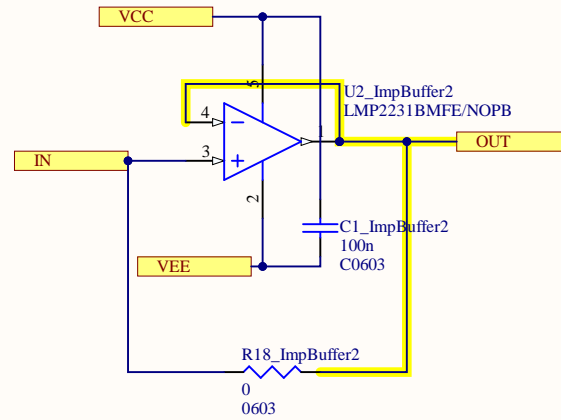 VCC
5
U2_ImpBuffer2
LMP2231BMFE/NOPB
4
1
3
IN
OUT
2
C1_ImpBuffer2
100n
C0603
VEE
R18_ImpBuffer2
0
0603